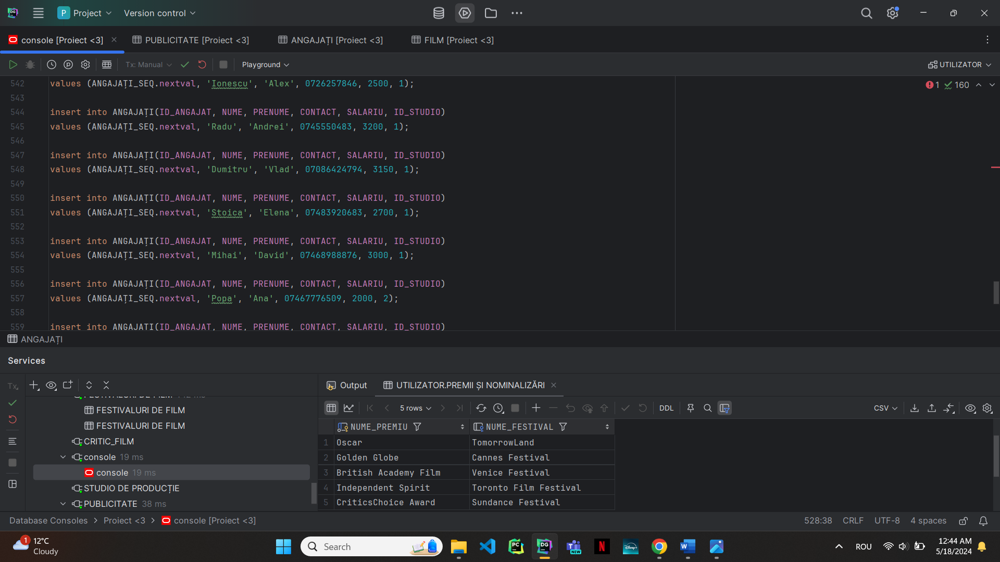 P Project Version control
console [Proiect <3] PUBLICITATE [Proiect <3] ANGAJAȚI [Proiect <3] FILM [Proiect <3]
Tx: Manual Playground UTILIZATOR
1 160
542 values (ANGAJAȚI_SEQ.nextval, 'Ionescu', 'Alex', 0726257846, 2500, 1);
543
544 insert into ANGAJAȚI(ID_ANGAJAT, NUME, PRENUME, CONTACT, SALARIU, ID_STUDIO)
545 values (ANGAJAȚI_SEQ.nextval, 'Radu', 'Andrei', 0745550483, 3200, 1);
546
547 insert into ANGAJAȚI(ID_ANGAJAT, NUME, PRENUME, CONTACT, SALARIU, ID_STUDIO)
548 values (ANGAJAȚI_SEQ.nextval, 'Dumitru', 'Vlad', 07086424794, 3150, 1);
549
550 insert into ANGAJAȚI(ID_ANGAJAT, NUME, PRENUME, CONTACT, SALARIU, ID_STUDIO)
551 values (ANGAJAȚI_SEQ.nextval, 'Stoica', 'Elena', 07483920683, 2700, 1);
552
553 insert into ANGAJAȚI(ID_ANGAJAT, NUME, PRENUME, CONTACT, SALARIU, ID_STUDIO)
554 values (ANGAJAȚI_SEQ.nextval, 'Mihai', 'David', 07468988876, 3000, 1);
555
556 insert into ANGAJAȚI(ID_ANGAJAT, NUME, PRENUME, CONTACT, SALARIU, ID_STUDIO)
557 values (ANGAJAȚI_SEQ.nextval, 'Popa', 'Ana', 07467776509, 2000, 2);
558
559 insert into ANGAJAȚI(ID_ANGAJAT, NUME, PRENUME, CONTACT, SALARIU, ID_STUDIO)
ANGAJAȚI
Services
Tx
FESTIVALURI DE FILM
FESTIVALURI DE FILM
FESTIVALURI DE FILM
CRITIC_FILM
console 19 ms
console 19 ms
STUDIO DE PRODUCȚIE
PUBLICITATE 38 ms
Output UTILIZATOR.PREMII ȘI NOMINALIZĂRI
5 rows DDL CSV
NUME_PREMIU NUME_FESTIVAL
1 Oscar TomorrowLand
2 Golden Globe Cannes Festival
3 British Academy Film Venice Festival
4 Independent Spirit Toronto Film Festival
5 CriticsChoice Award Sundance Festival
Database Consoles > Proiect <3 > console [Proiect <3] 528:38 CRLF UTF-8 4 spaces
1 12°C
Cloudy
Search
PC
DG
T
NEW
N
Disney+
W
ROU
12:44 AM
5/18/2024